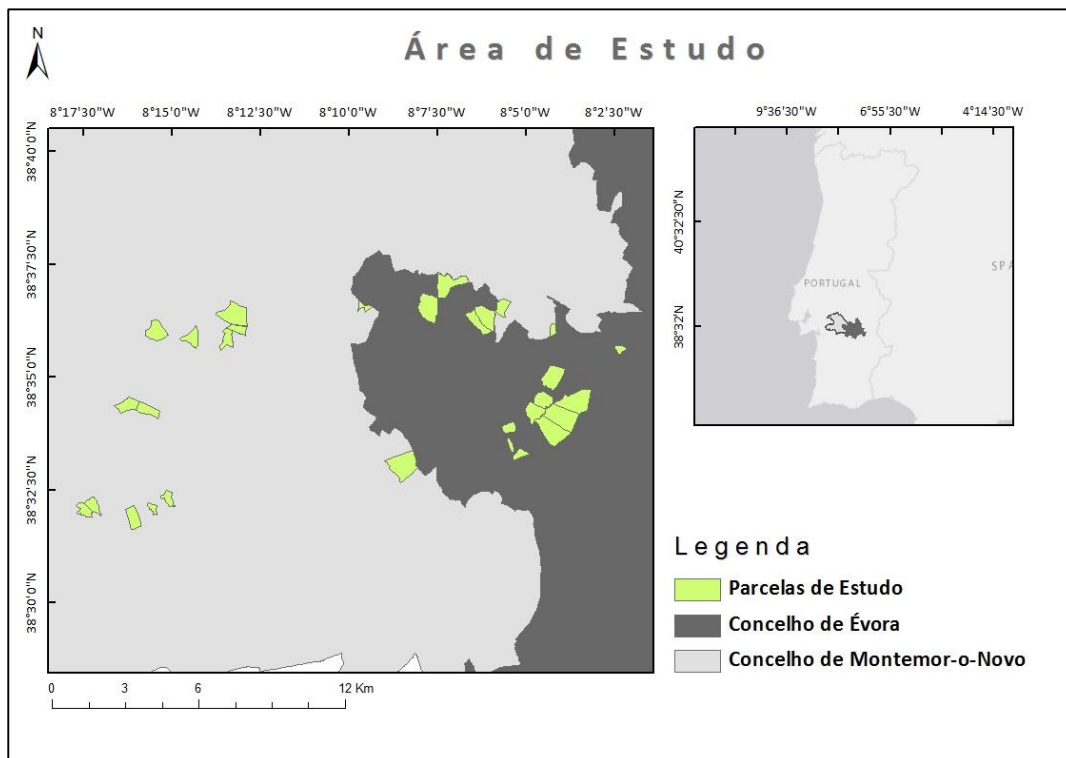 N
Área de Estudo
8°17'30"W 8°15'0"W 8°12'30"W 8°10'0"W 8°7'30"W 8°5'0"W 8°2'30"W
38°40'0"N
38°37'30"N
38°35'0"N
38°32'30"N
38°30'0"N
0 3 6 12 Km
9°36'30"W 6°55'30"W 4°14'30"W
40°32'30"N
38°32'N
PORTUGAL
SPA
Legenda
Parcelas de Estudo
Concelho de Évora
Concelho de Montemor-o-Novo